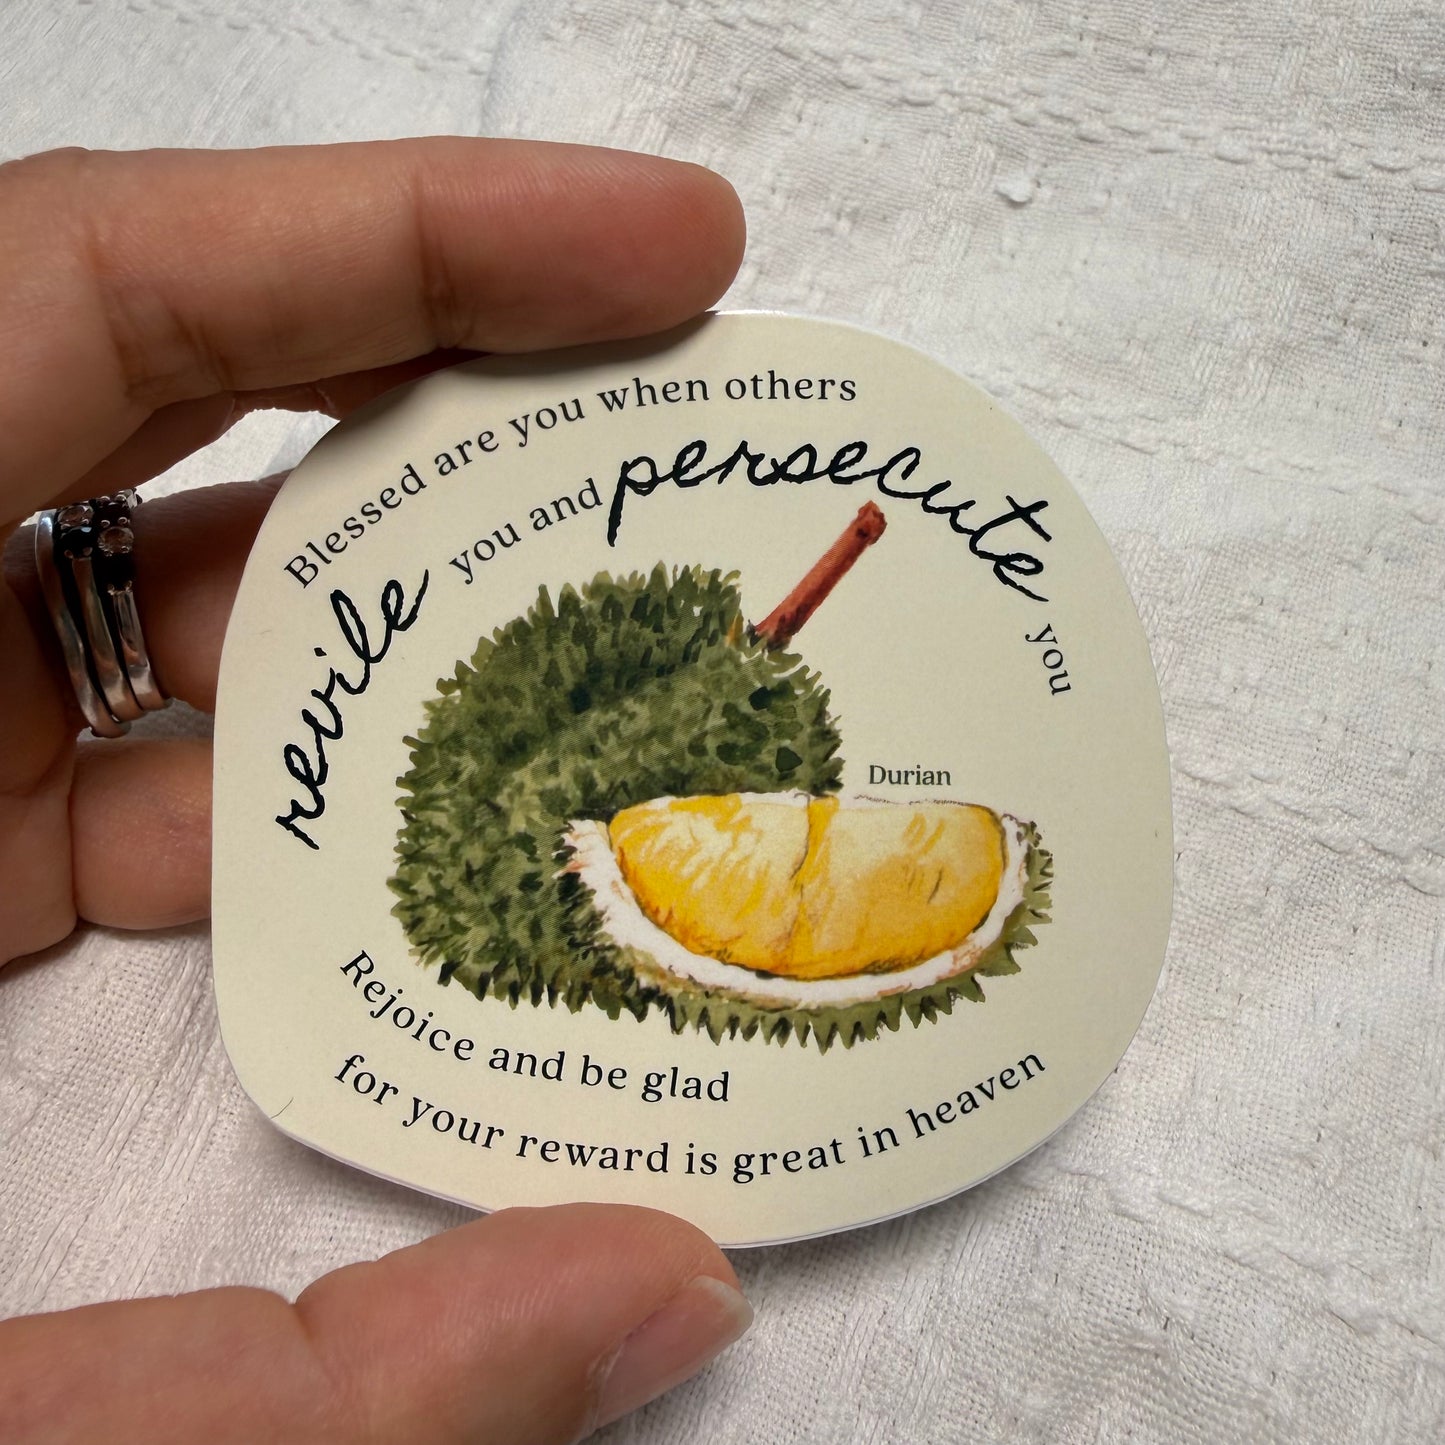 Blessed are you when others
revile you and persecute you
Durian
Rejoice and be glad
for your reward is great in heaven